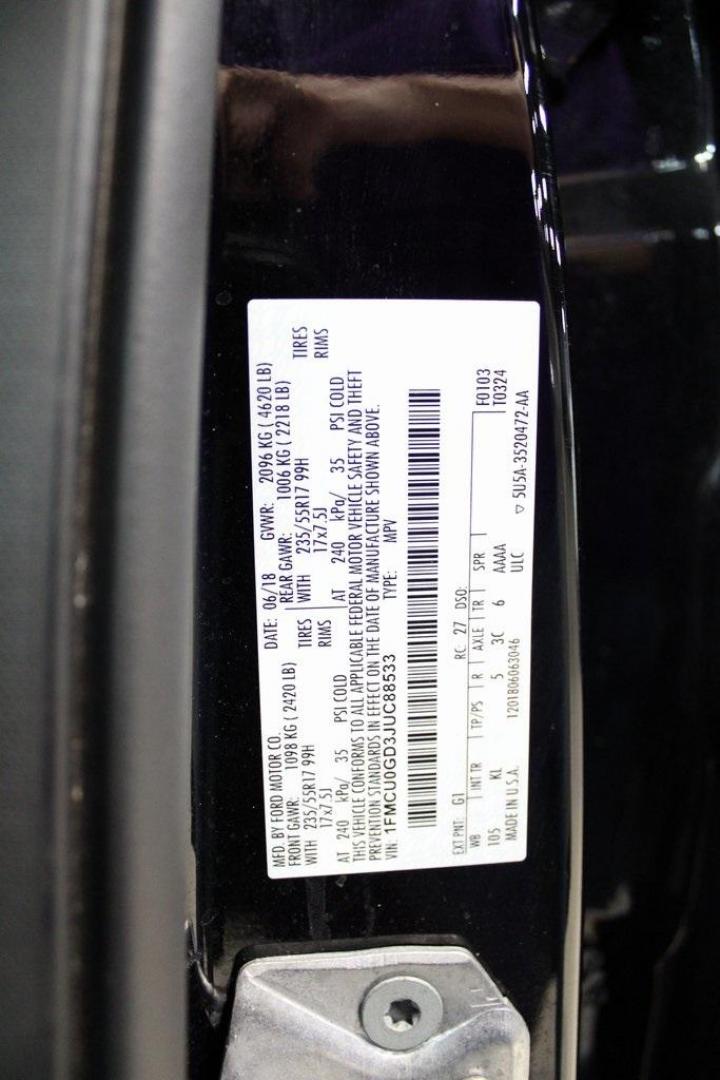 MFD. BY FORD MOTOR CO. DATE: 06/18 GVWR: 2096 KG ( 4620 LB)
FRONT GAWR: 1098 KG ( 2420 LB) REAR GAWR: 1006 KG ( 2218 LB)
WITH 235/55R17 99H TIRES WITH 235/55R17 99H TIRES
17x7.5J RIMS 17x7.5J RIMS
AT 240 kPa/ 35 PSI COLD AT 240 kPa/ 35 PSI COLD
THIS VEHICLE CONFORMS TO ALL APPLICABLE FEDERAL MOTOR VEHICLE SAFETY AND THEFT
PREVENTION STANDARDS IN EFFECT ON THE DATE OF MANUFACTURE SHOWN ABOVE.
VIN: 1FMCU0GD3JUC88533 TYPE: MPV
EXT PNT: G1 RC: 27 DSO: F0103
WB INT TR TP/PS R AXLE TR SPR T0324
105 KL 5 3C 6 AAAA
MADE IN U.S.A. 12018060630​46 ULC ▽ 5U5A-3520472-AA